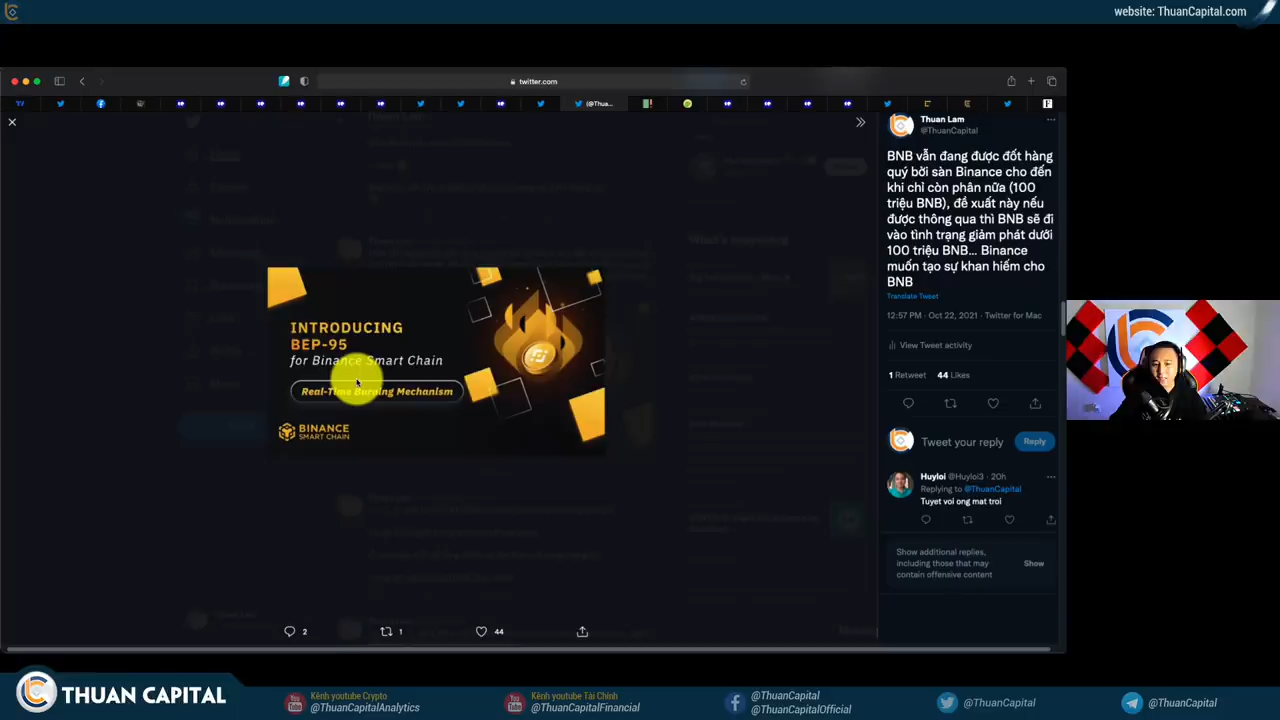 website: ThuanCapital.com
twitter.com
(@Thua...
Thuan Lam
@ThuanCapital
BNB vẫn đang được đốt hàng
quý bởi sàn Binance cho đến
khi chỉ còn phân nửa (100
triệu BNB), đề xuất này nếu
được thông qua thì BNB sẽ đi
vào tình trạng giảm phát dưới
100 triệu BNB... Binance
muốn tạo sự khan hiếm cho
BNB
Translate Tweet
12:57 PM · Oct 22, 2021 · Twitter for Mac
View Tweet activity
1 Retweet 44 Likes
Tweet your reply
Reply
Huyloi @Huyloi3 · 20h
Replying to @ThuanCapital
Tuyet voi ong mat troi
Show additional replies,
including those that may
contain offensive content
Show
INTRODUCING
BEP-95
for Binance Smart Chain
Real-Time Burning Mechanism
BINANCE
SMART CHAIN
2
1
44
THUAN CAPITAL
Kênh youtube Crypto
@ThuanCapitalAnalytics
Kênh youtube Tài Chính
@ThuanCapitalFinancial
@ThuanCapital
@ThuanCapitalOfficial
@ThuanCapital
@ThuanCapital